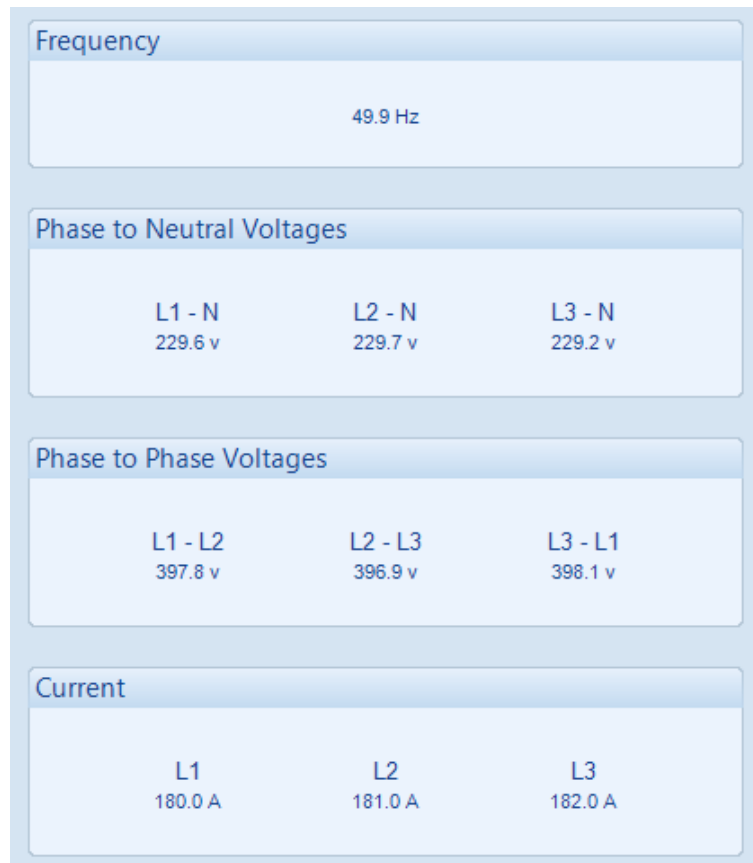 Frequency
49.9 Hz
Phase to Neutral Voltages
L1 - N L2 - N L3 - N
229.6 v 229.7 v 229.2 v
Phase to Phase Voltages
L1 - L2 L2 - L3 L3 - L1
397.8 v 396.9 v 398.1 v
Current
L1 L2 L3
180.0 A 181.0 A 182.0 A